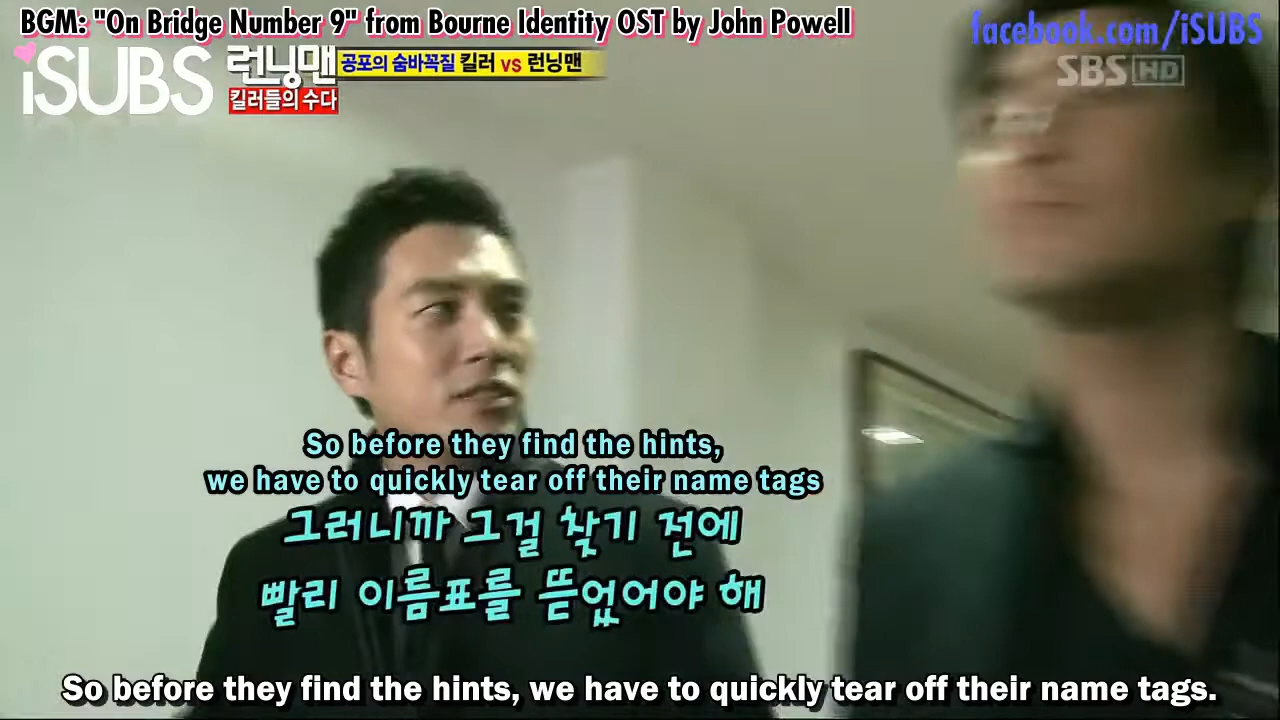 BGM: "On Bridge Number 9" from Bourne Identity OST by John Powell
facebook.com/iSUBS
iSUBS
런닝맨
공포의 숨바꼭질 킬러 vs 런닝맨
킬러들의 수다
SBS HD
So before they find the hints,
we have to quickly tear off their name tags
그러니까 그걸 찾기 전에
빨리 이름표를 뜯었어야 해
So before they find the hints, we have to quickly tear off their name tags.